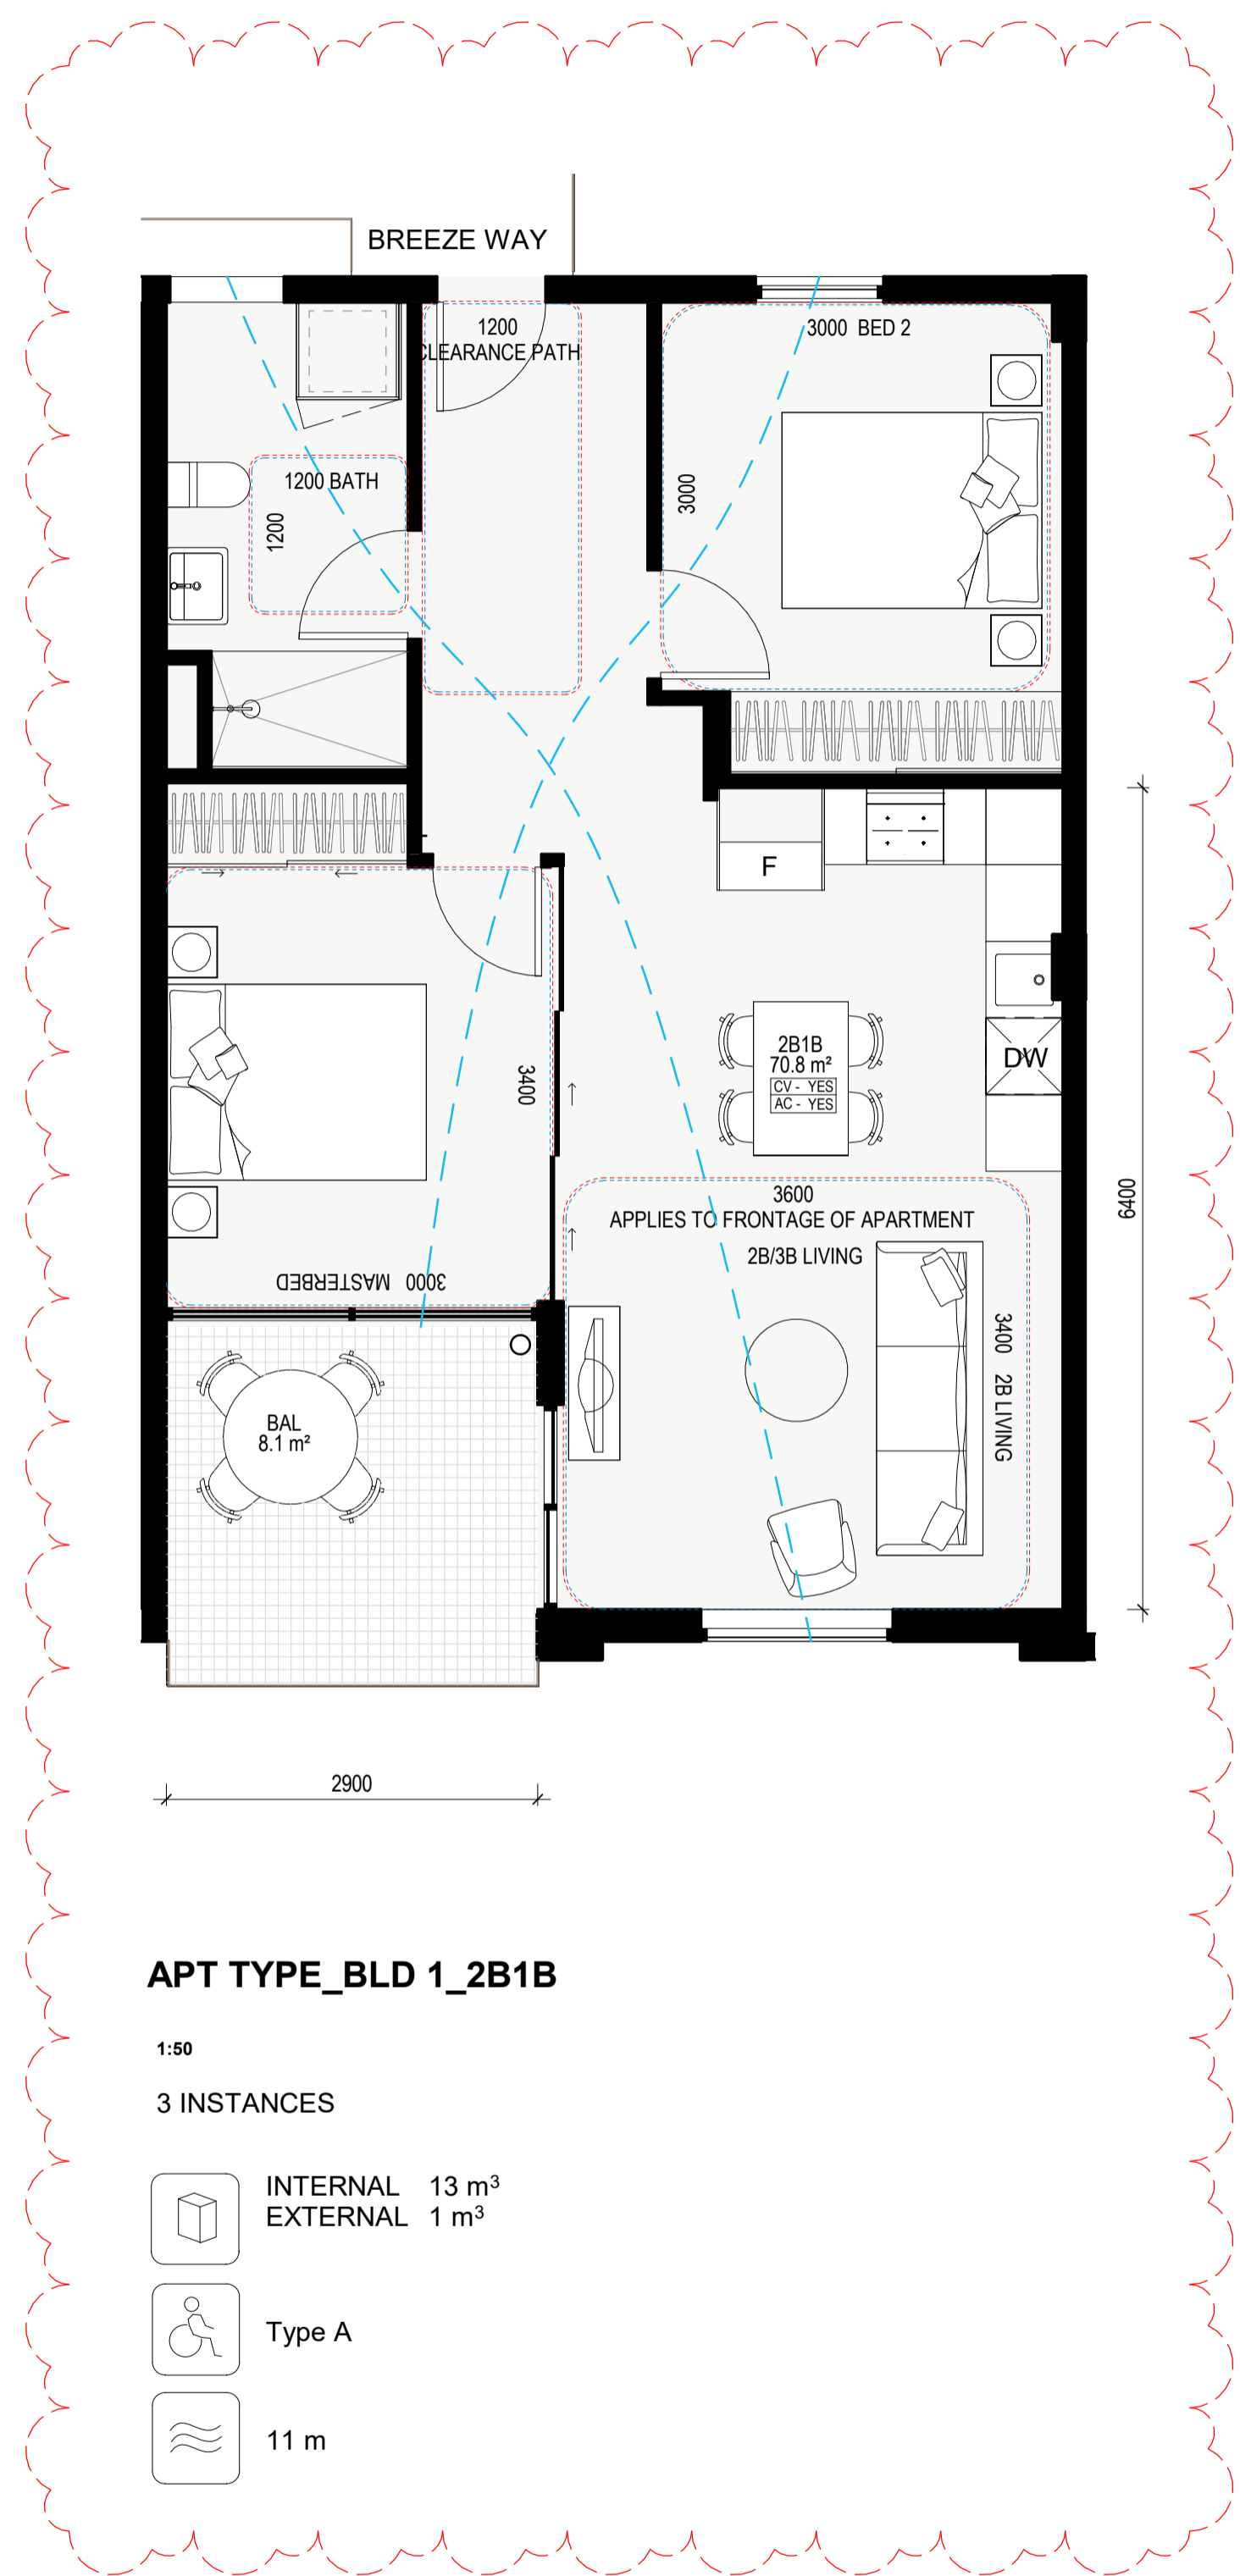 BREEZE WAY
1200
CLEARANCE PATH
3000 BED 2
3000
1200 BATH
1200
F
2B1B
70.8 m²
CV - YES
AC - YES
DW
3400
3000 MASTERBED
6400
3600
APPLIES TO FRONTAGE OF APARTMENT
2B/3B LIVING
3400 2B LIVING
BAL
8.1 m²
2900
APT TYPE_BLD 1_2B1B
1:50
3 INSTANCES
INTERNAL 13 m³
EXTERNAL 1 m³
Type A
11 m